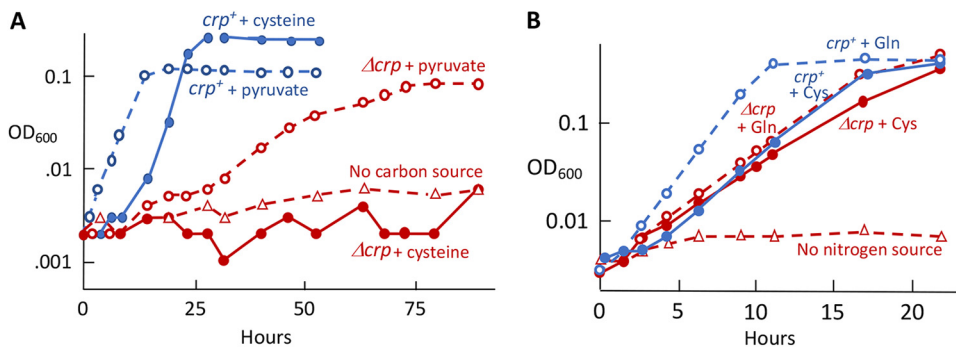 A
crp⁺ + cysteine
Δcrp + pyruvate
0.1
crp⁺ + pyruvate
OD₆₀₀
.01
No carbon source
.001
Δcrp + cysteine
0
25
50
75
Hours
B
crp⁺ + Gln
crp⁺
+ Cys
Δcrp
+ Gln
Δcrp + Cys
0.1
OD₆₀₀
0.01
No nitrogen source
0
5
10
15
20
Hours